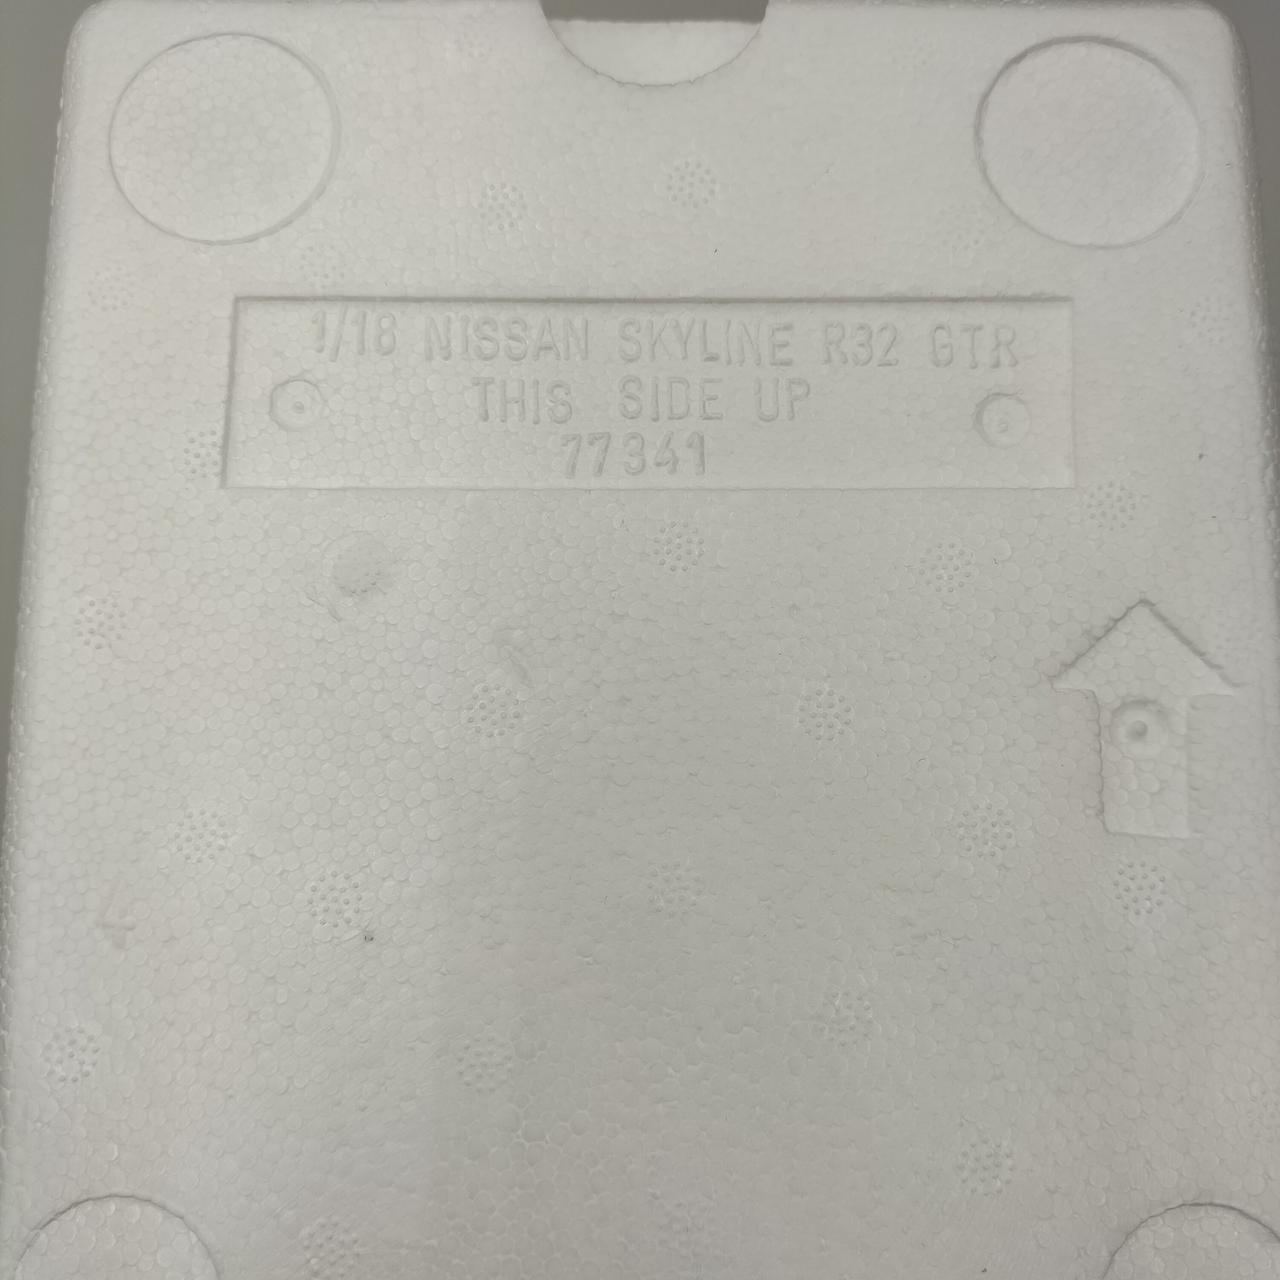 1/18 NISSAN SKYLINE R32 GTR
THIS SIDE UP
77341